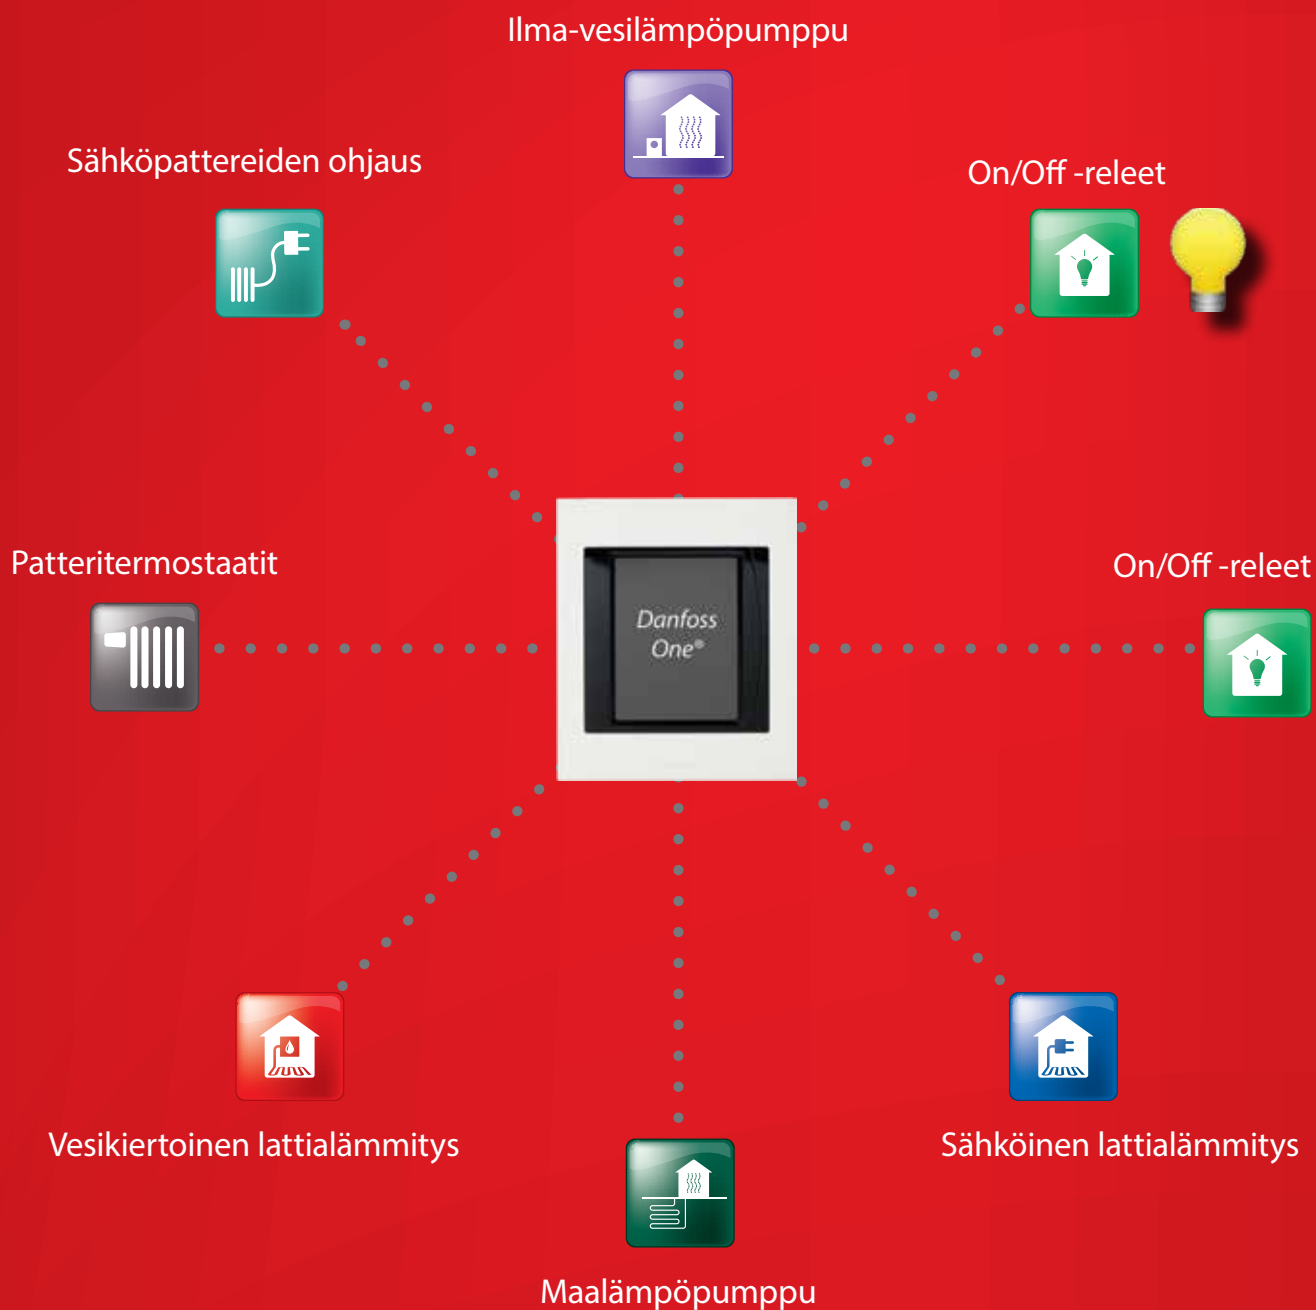 Ilma-vesilämpöpumppu
Sähköpattereiden ohjaus
On/Off -releet
Patteritermostaatit
On/Off -releet
Danfoss
One®
Vesikiertoinen lattialämmitys
Sähköinen lattialämmitys
Maalämpöpumppu